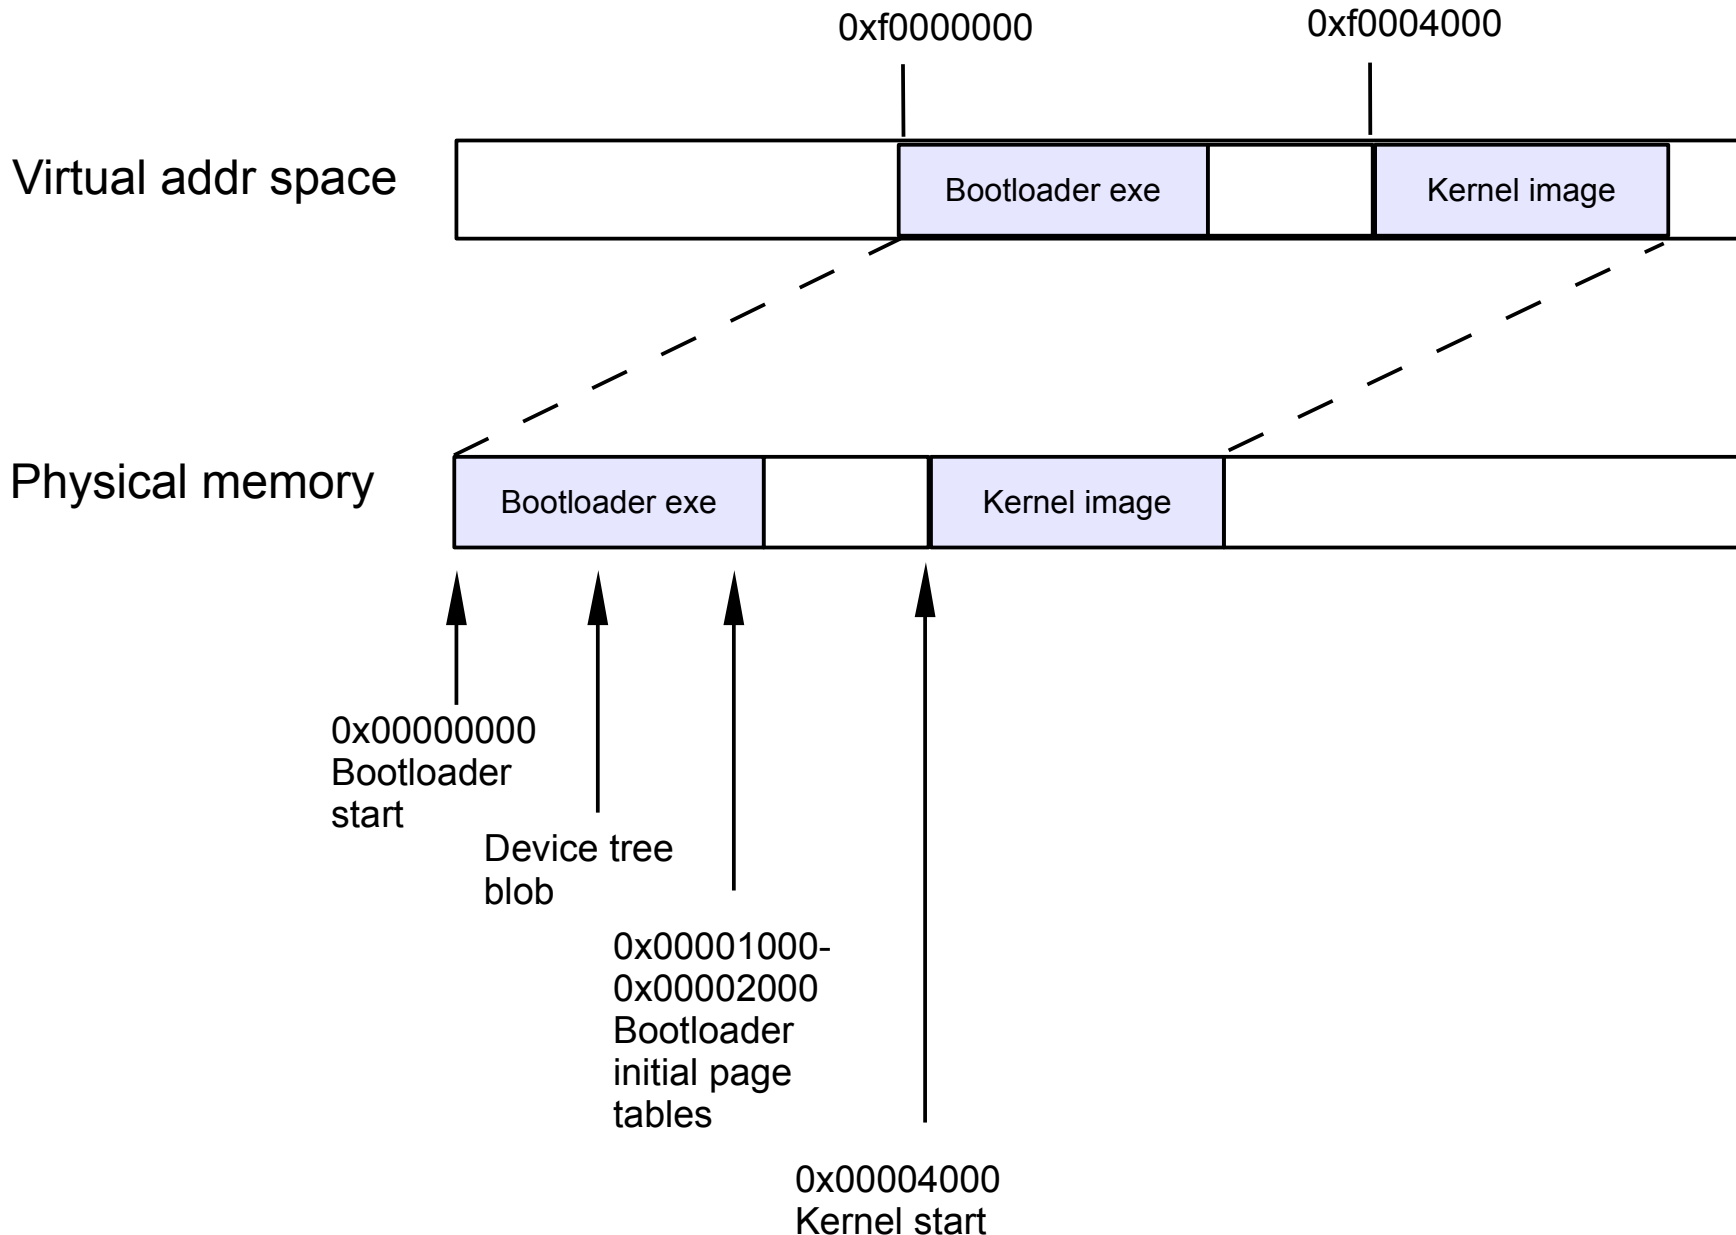 0xf0000000
0xf0004000
Virtual addr space
Bootloader exe
Kernel image
Physical memory
Bootloader exe
Kernel image
0x00000000
Bootloader
start
Device tree
blob
0x00001000-
0x00002000
Bootloader
initial page
tables
0x00004000
Kernel start